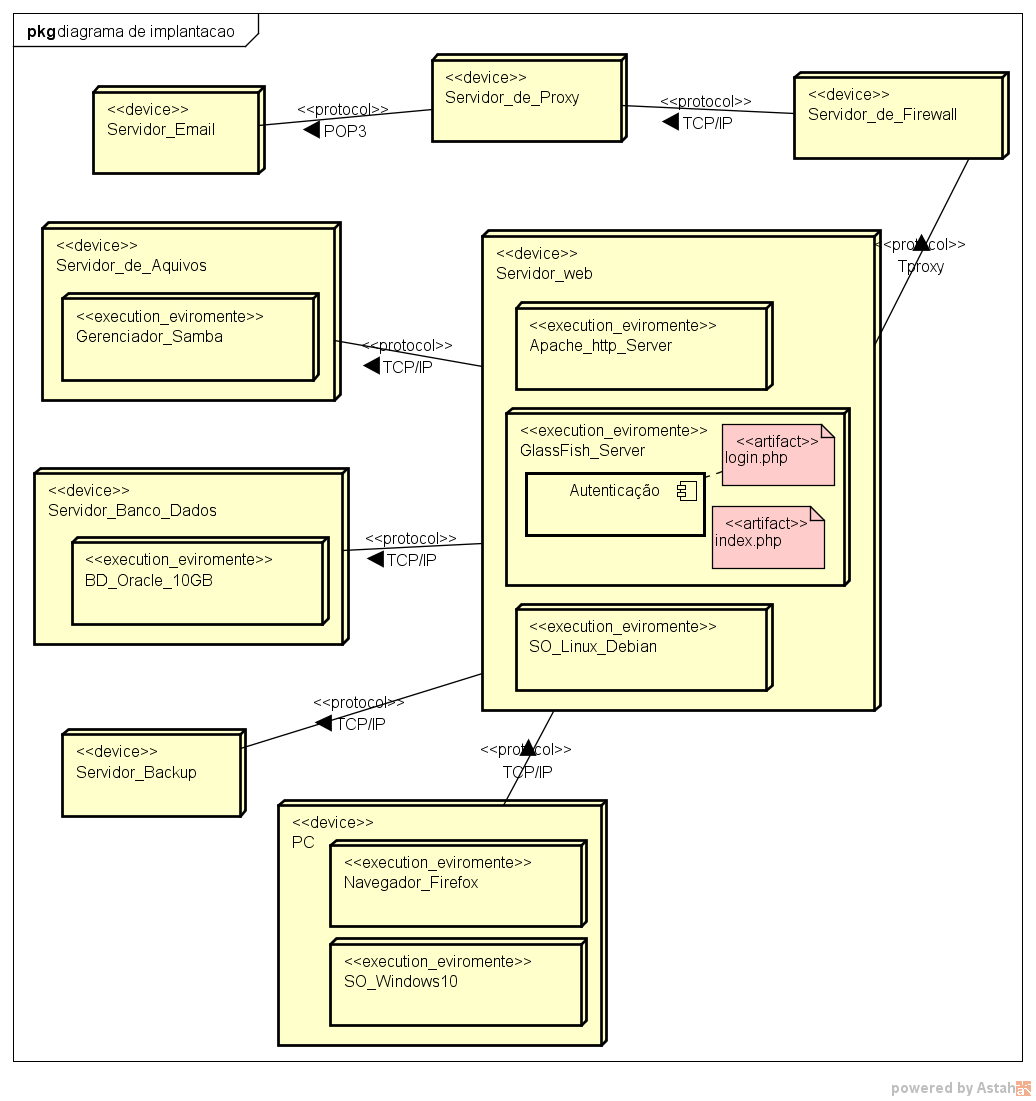 pkg diagrama de implantacao
<<device>>
Servidor_Email
<<protocol>>
POP3
<<device>>
Servidor_de_Proxy
<<protocol>>
TCP/IP
<<device>>
Servidor_de_Firewall
<<protocol>>
Tproxy
<<device>>
Servidor_de_Aquivos
<<execution_eviromente>>
Gerenciador_Samba
<<protocol>>
TCP/IP
<<device>>
Servidor_web
<<execution_eviromente>>
Apache_http_Server
<<execution_eviromente>>
GlassFish_Server
Autenticação
<<artifact>>
login.php
<<artifact>>
index.php
<<execution_eviromente>>
SO_Linux_Debian
<<device>>
Servidor_Banco_Dados
<<execution_eviromente>>
BD_Oracle_10GB
<<protocol>>
TCP/IP
<<protocol>>
TCP/IP
<<device>>
Servidor_Backup
<<protocol>>
TCP/IP
<<device>>
PC
<<execution_eviromente>>
Navegador_Firefox
<<execution_eviromente>>
SO_Windows10
powered by Astah